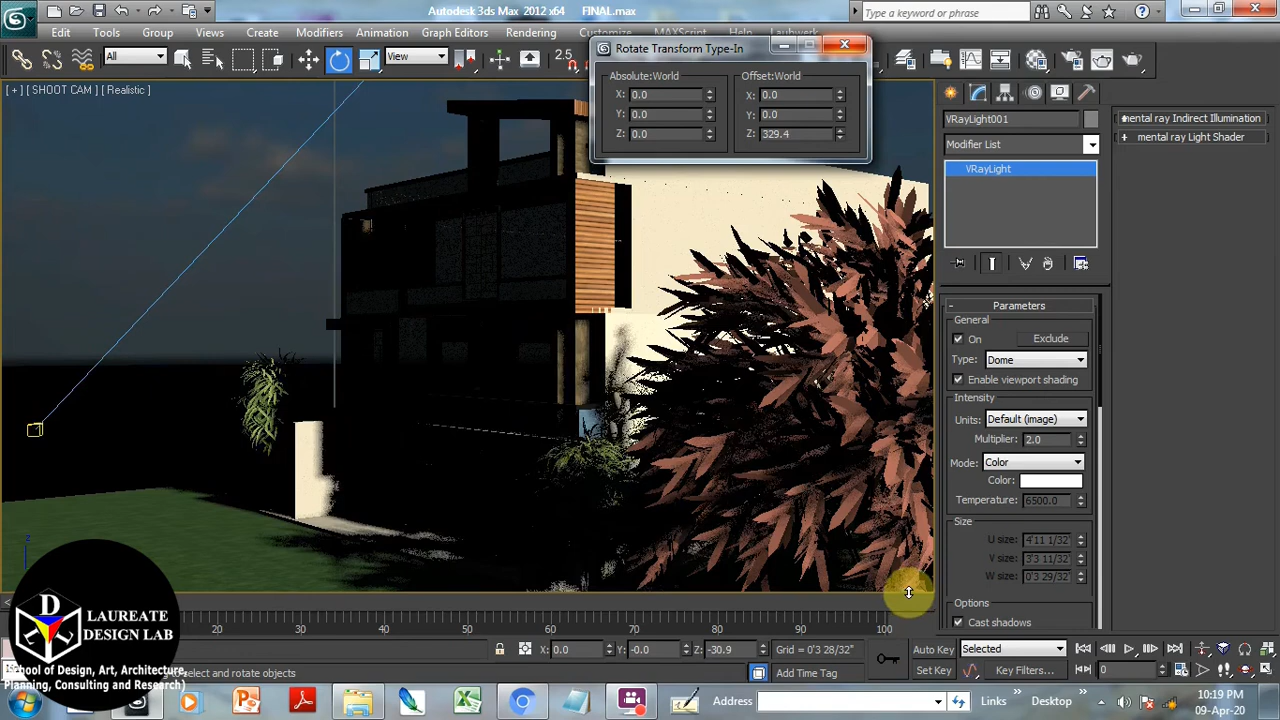 Autodesk 3ds Max 2012 x64 FINAL.max
Type a keyword or phrase
Edit Tools Group Views Create Modifiers Animation Graph Editors Rendering Customize MAXScript Help Laubwerk
All View 2.5
Rotate Transform Type-In
Absolute:World Offset:World
X: 0.0 X: 0.0
Y: 0.0 Y: 0.0
Z: 0.0 Z: 329.4
[ + ] [ SHOOT CAM ] [ Realistic ]
VRayLight001
Modifier List
VRayLight
mental ray Indirect Illumination
+ mental ray Light Shader
- Parameters
General
On Exclude
Type: Dome
Enable viewport shading
Intensity
Units: Default (image)
Multiplier: 2.0
Mode: Color
Color:
Temperature: 6500.0
Size
U size: 4'11 1/32"
V size: 3'3 11/32"
W size: 0'3 29/32"
Options
Cast shadows
z
20 30 40 50 60 70 80 90 100
X: 0.0 Y: -0.0 Z: -30.9 Grid = 0'3 28/32"
Auto Key Selected
Set Key Key Filters...
0
to select and rotate objects
Add Time Tag
D
LAUREATE
DESIGN LAB
(School of Design, Art, Architecture,
Planning, Consulting and Research)
Address Links Desktop
10:19 PM
09-Apr-20